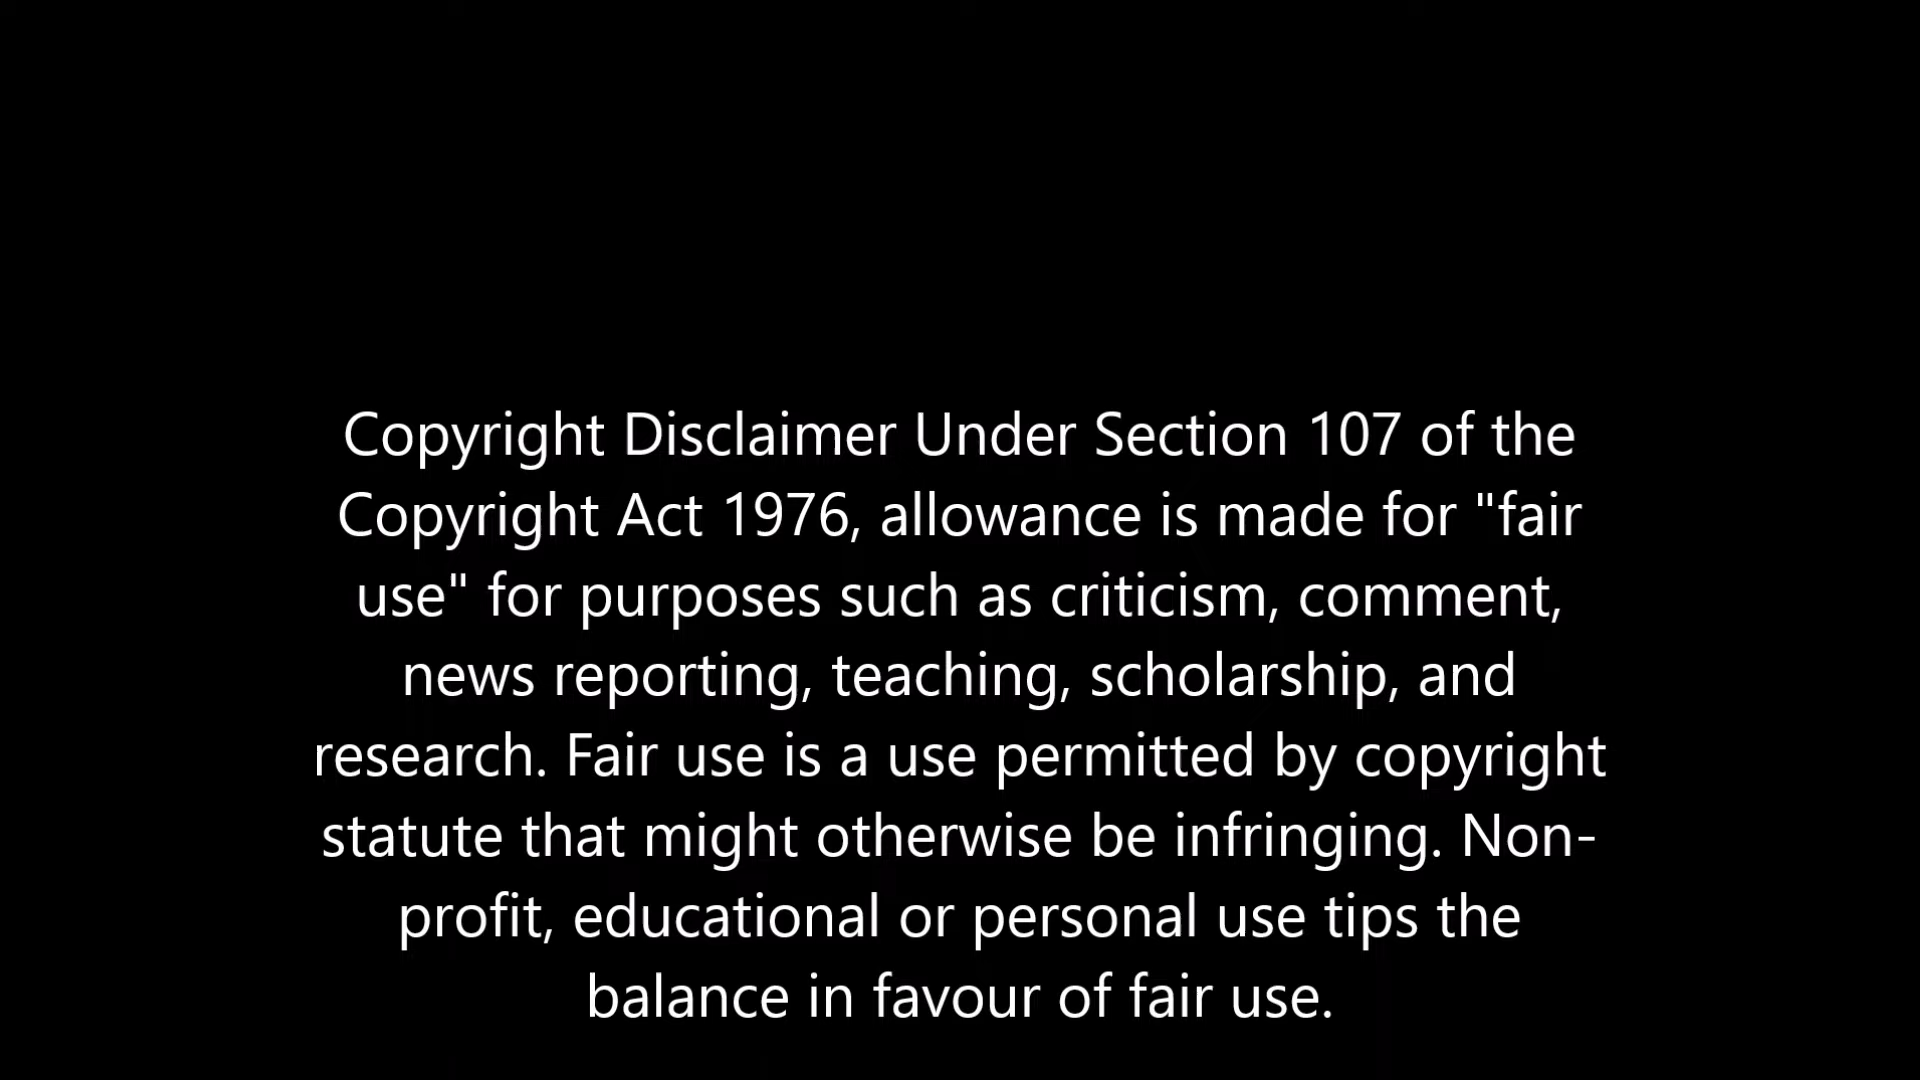 Copyright Disclaimer Under Section 107 of the
Copyright Act 1976, allowance is made for "fair
use" for purposes such as criticism, comment,
news reporting, teaching, scholarship, and
research. Fair use is a use permitted by copyright
statute that might otherwise be infringing. Non-
profit, educational or personal use tips the
balance in favour of fair use.